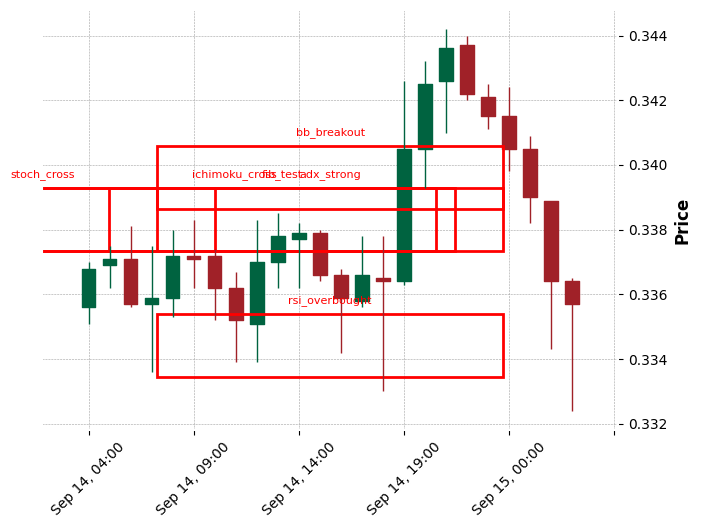 0.344
0.342
bb_breakout
0.340
stoch_cross
ichimoku_cross
adx_strong
0.338
Price
0.336
rsi_overbought
0.334
0.332
Sep 14, 04:00
Sep 14, 09:00
Sep 14, 14:00
Sep 14, 19:00
Sep 15, 00:00